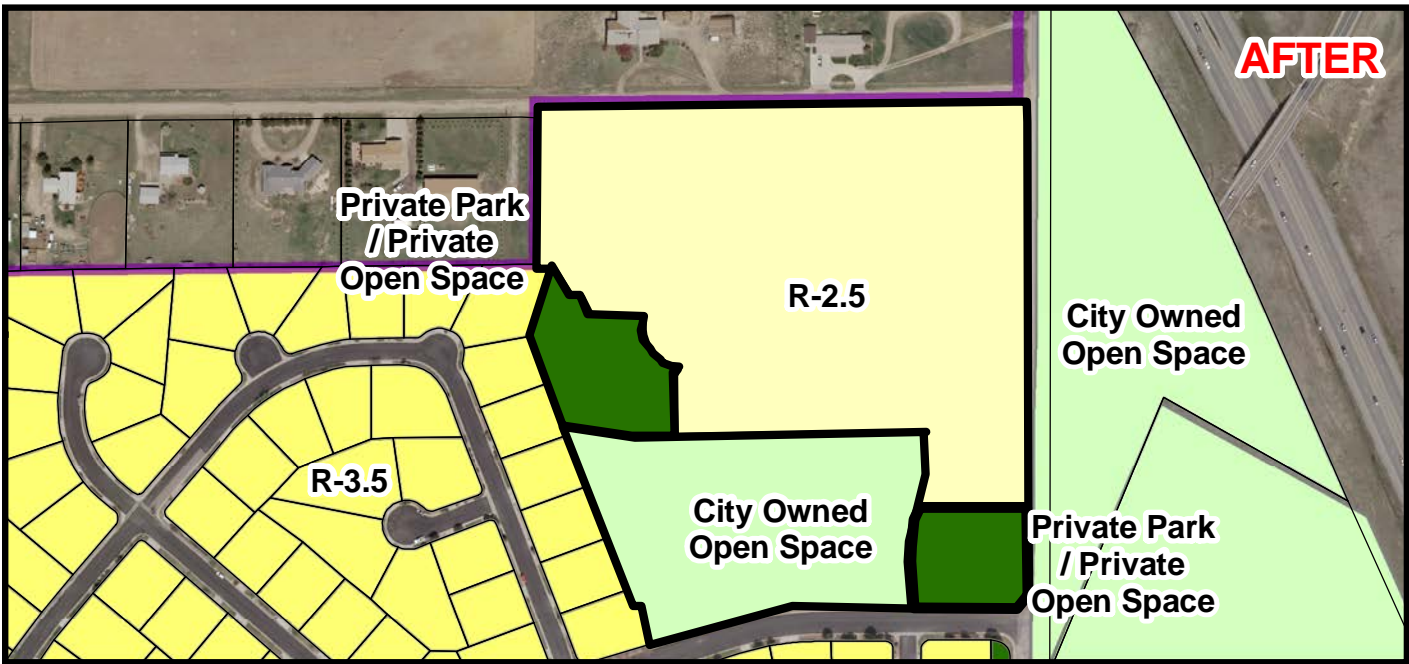 AFTER
Private Park
/ Private
Open Space
R-2.5
City Owned
Open Space
R-3.5
City Owned
Open Space
Private Park
/ Private
Open Space